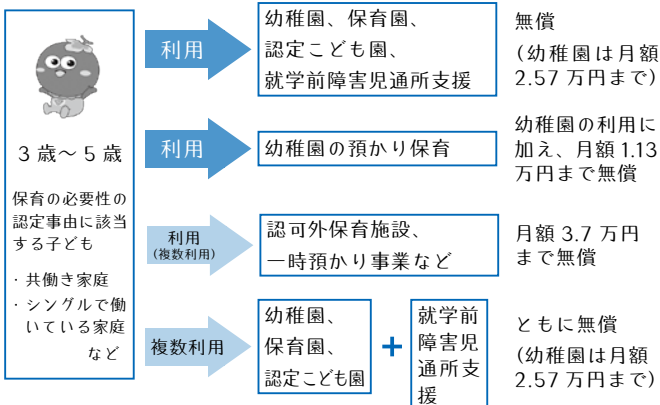 3 歳～ 5 歳
保育の必要性の
認定事由に該当
する子ども
・共働き家庭
・シングルで働
いている家庭
など
利用
幼稚園、保育園、
認定こども園、
就学前障害児通所支援
無償
(幼稚園は月額
2.57 万円まで)
利用
幼稚園の預かり保育
幼稚園の利用に
加え、月額 1.13
万円まで無償
利用
(複数利用)
認可外保育施設、
一時預かり事業など
月額 3.7 万円
まで無償
複数利用
幼稚園、
保育園、
認定こども園
+
就学前
障害児
通所支
援
ともに無償
(幼稚園は月額
2.57 万円まで)